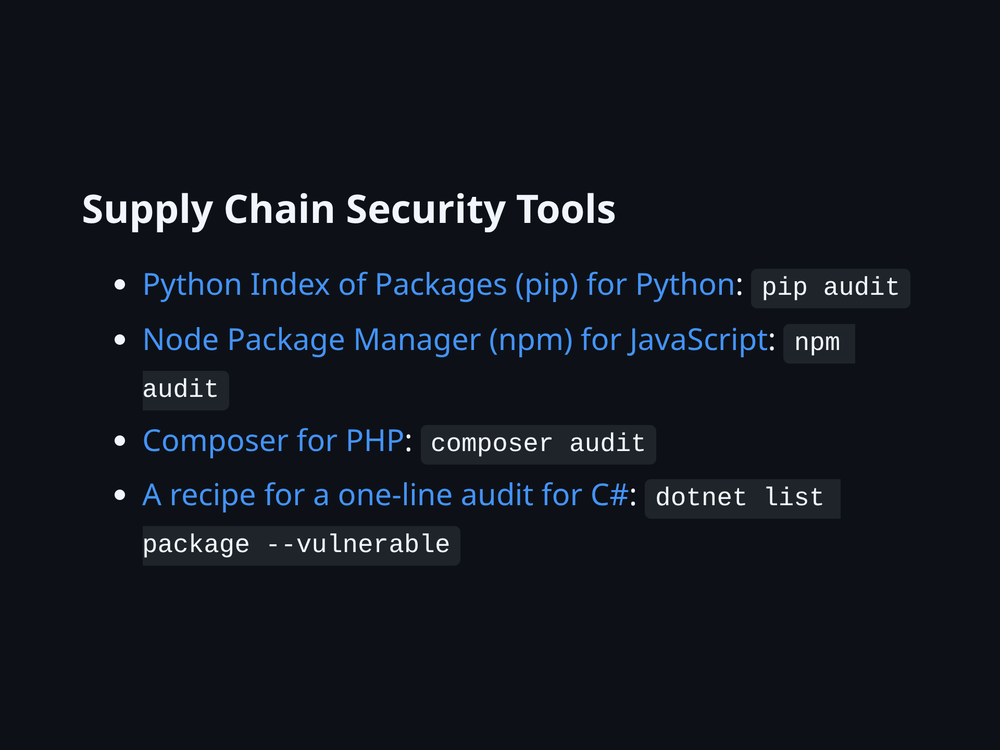 Supply Chain Security Tools
Python Index of Packages (pip) for Python: pip audit
Node Package Manager (npm) for JavaScript: npm
audit
Composer for PHP: composer audit
A recipe for a one-line audit for C#: dotnet list
package --vulnerable